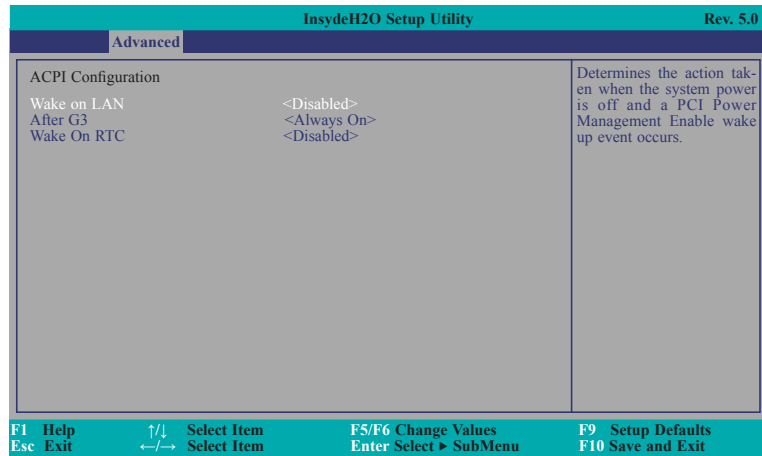 InsydeH2O Setup Utility Rev. 5.0
Advanced
ACPI Configuration
Wake on LAN <Disabled>
After G3 <Always On>
Wake On RTC <Disabled>
Determines the action tak-
en when the system power
is off and a PCI Power
Management Enable wake
up event occurs.
F1 Help ↑/↓ Select Item F5/F6 Change Values F9 Setup Defaults
Esc Exit ←/→ Select Item Enter Select ▶ SubMenu F10 Save and Exit